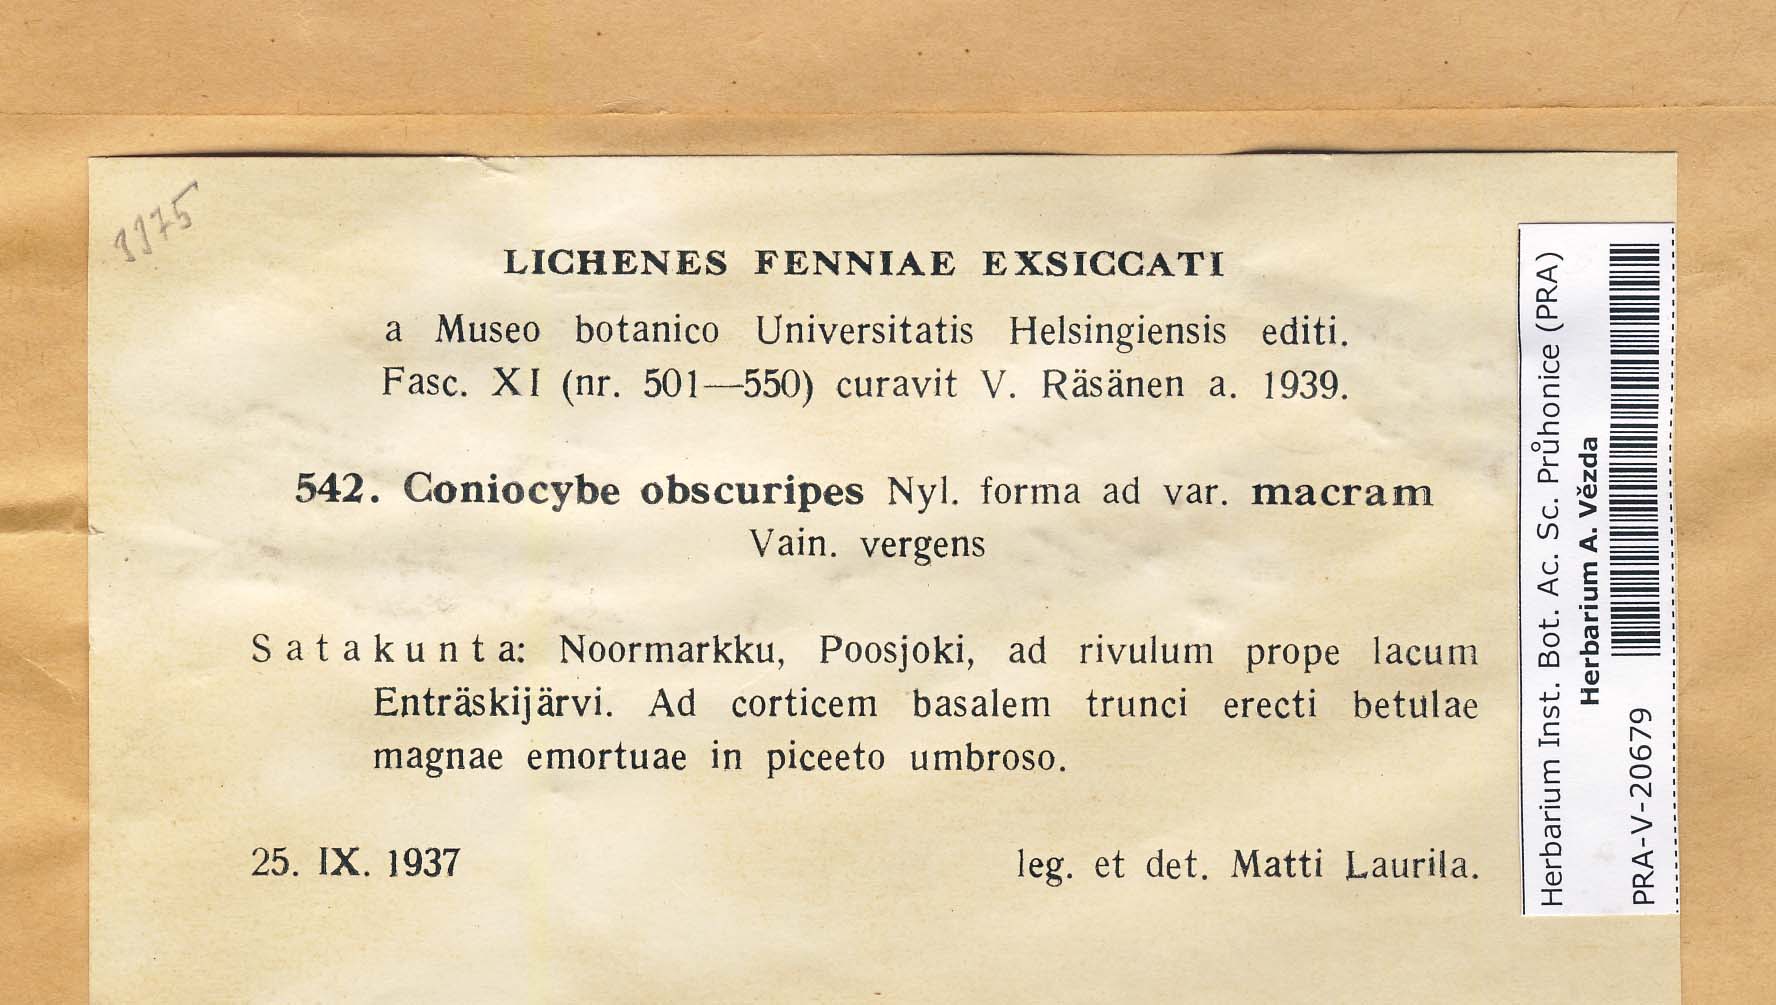 3375
LICHENES FENNIAE EXSICCATI
a Museo botanico Universitatis Helsingiensis editi.
Fasc. XI (nr. 501—550) curavit V. Räsänen a. 1939.
542. Coniocybe obscuripes Nyl. forma ad var. macram
Vain. vergens
Satakunta: Noormarkku, Poosjoki, ad rivulum prope lacum
Enträskijärvi. Ad corticem basalem trunci erecti betulae
magnae emortuae in piceeto umbroso.
25. IX. 1937 leg. et det. Matti Laurila.
Herbarium Inst. Bot. Ac. Sc. Průhonice (PRA)
Herbarium A. Vězda
PRA-V-20679